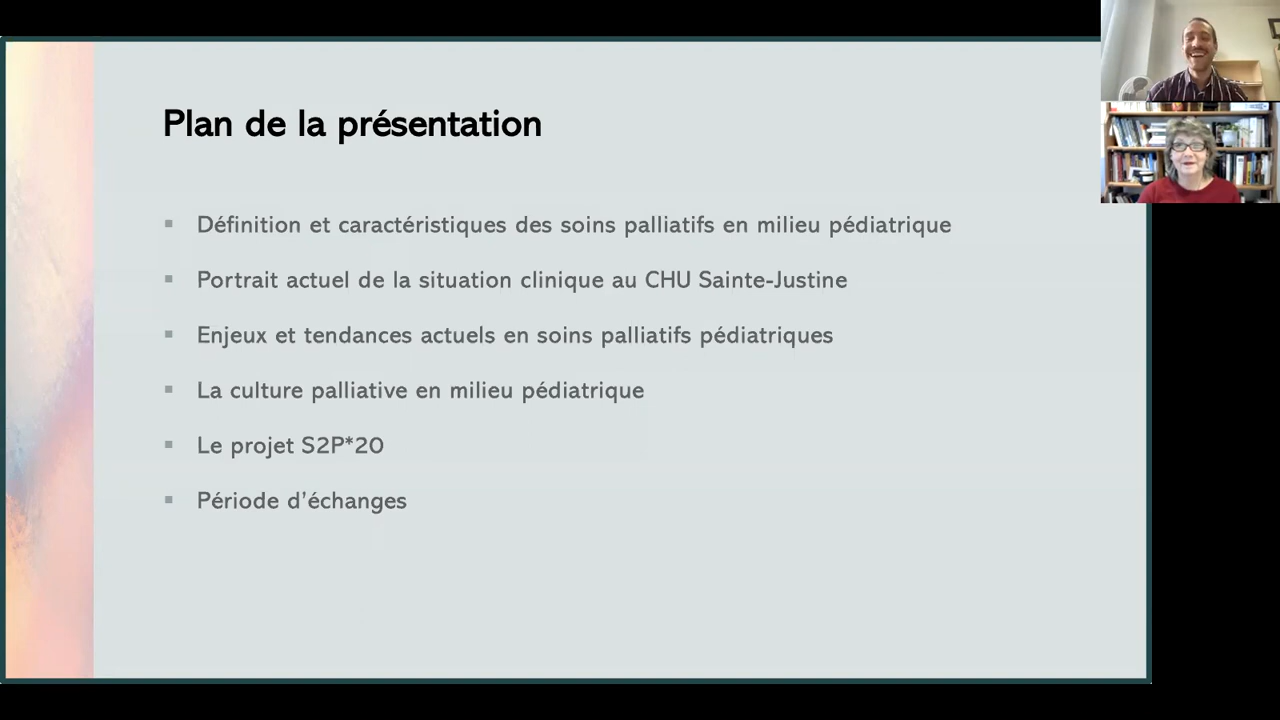 Plan de la présentation
Définition et caractéristiques des soins palliatifs en milieu pédiatrique
Portrait actuel de la situation clinique au CHU Sainte-Justine
Enjeux et tendances actuels en soins palliatifs pédiatriques
La culture palliative en milieu pédiatrique
Le projet S2P*20
Période d’échanges